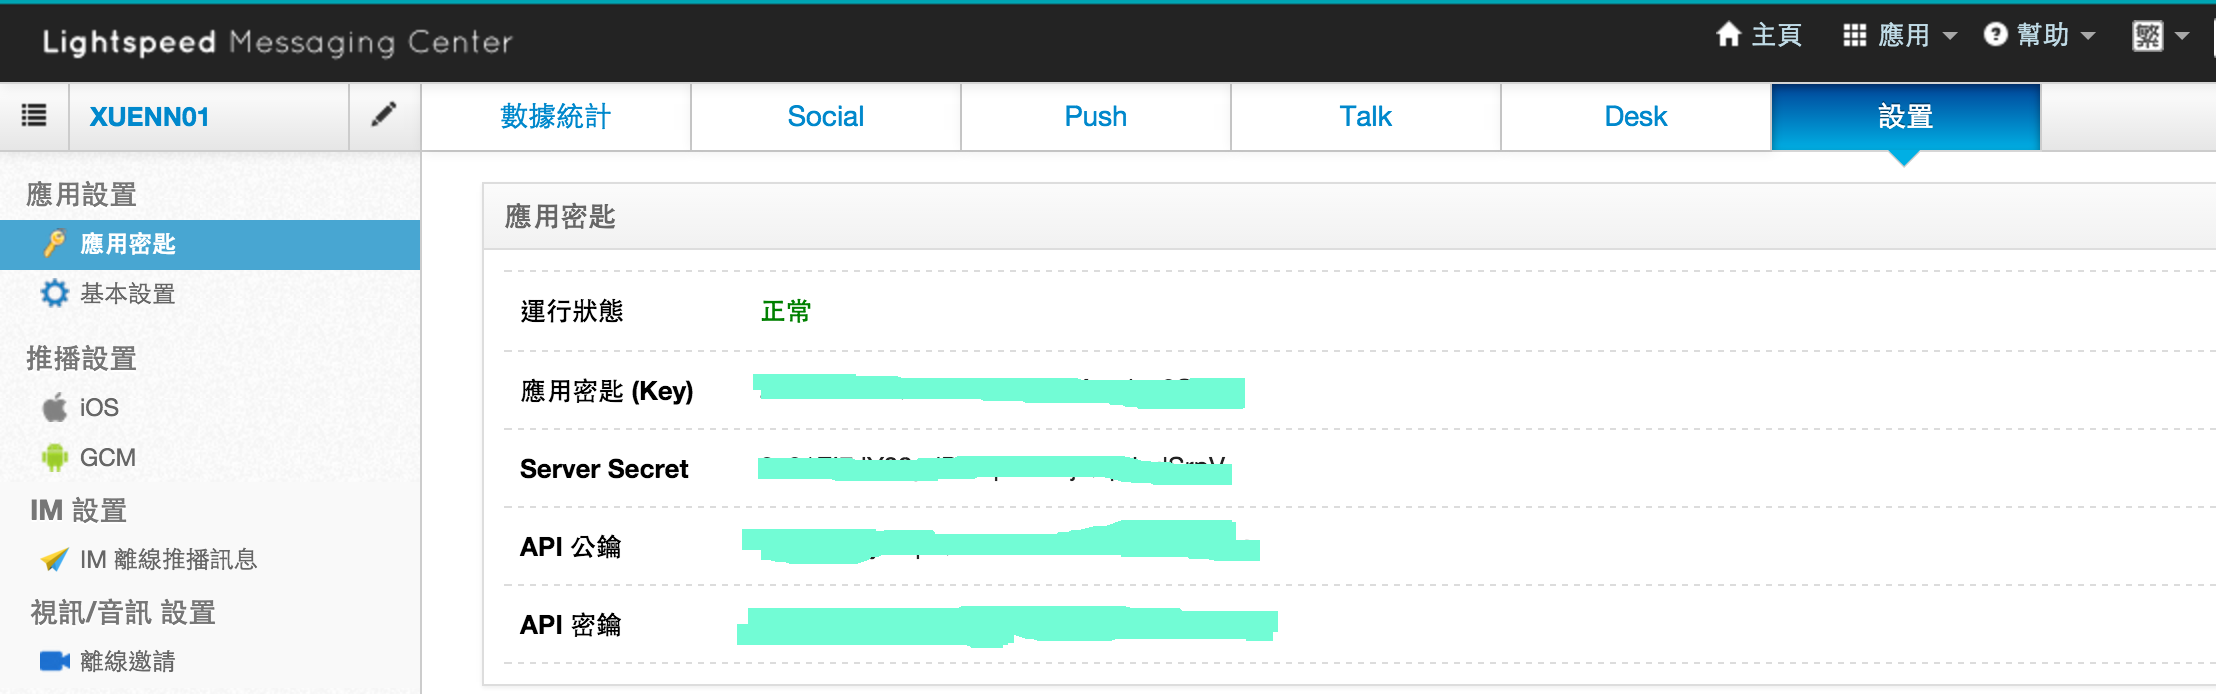 Lightspeed Messaging Center
主頁 應用 幫助 繁
XUENN01
數據統計 Social Push Talk Desk 設置
應用設置
應用密匙
基本設置
推播設置
iOS
GCM
IM 設置
IM 離線推播訊息
視訊/音訊 設置
離線邀請
應用密匙
運行狀態 正常
應用密匙 (Key)
Server Secret
API 公鑰
API 密鑰